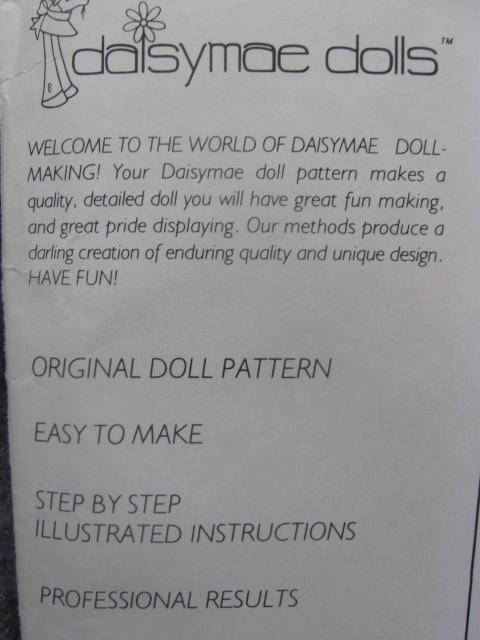 daisymae dolls™
WELCOME TO THE WORLD OF DAISYMAE DOLL-
MAKING! Your Daisymae doll pattern makes a
quality, detailed doll you will have great fun making,
and great pride displaying. Our methods produce a
darling creation of enduring quality and unique design.
HAVE FUN!
ORIGINAL DOLL PATTERN
EASY TO MAKE
STEP BY STEP
ILLUSTRATED INSTRUCTIONS
PROFESSIONAL RESULTS